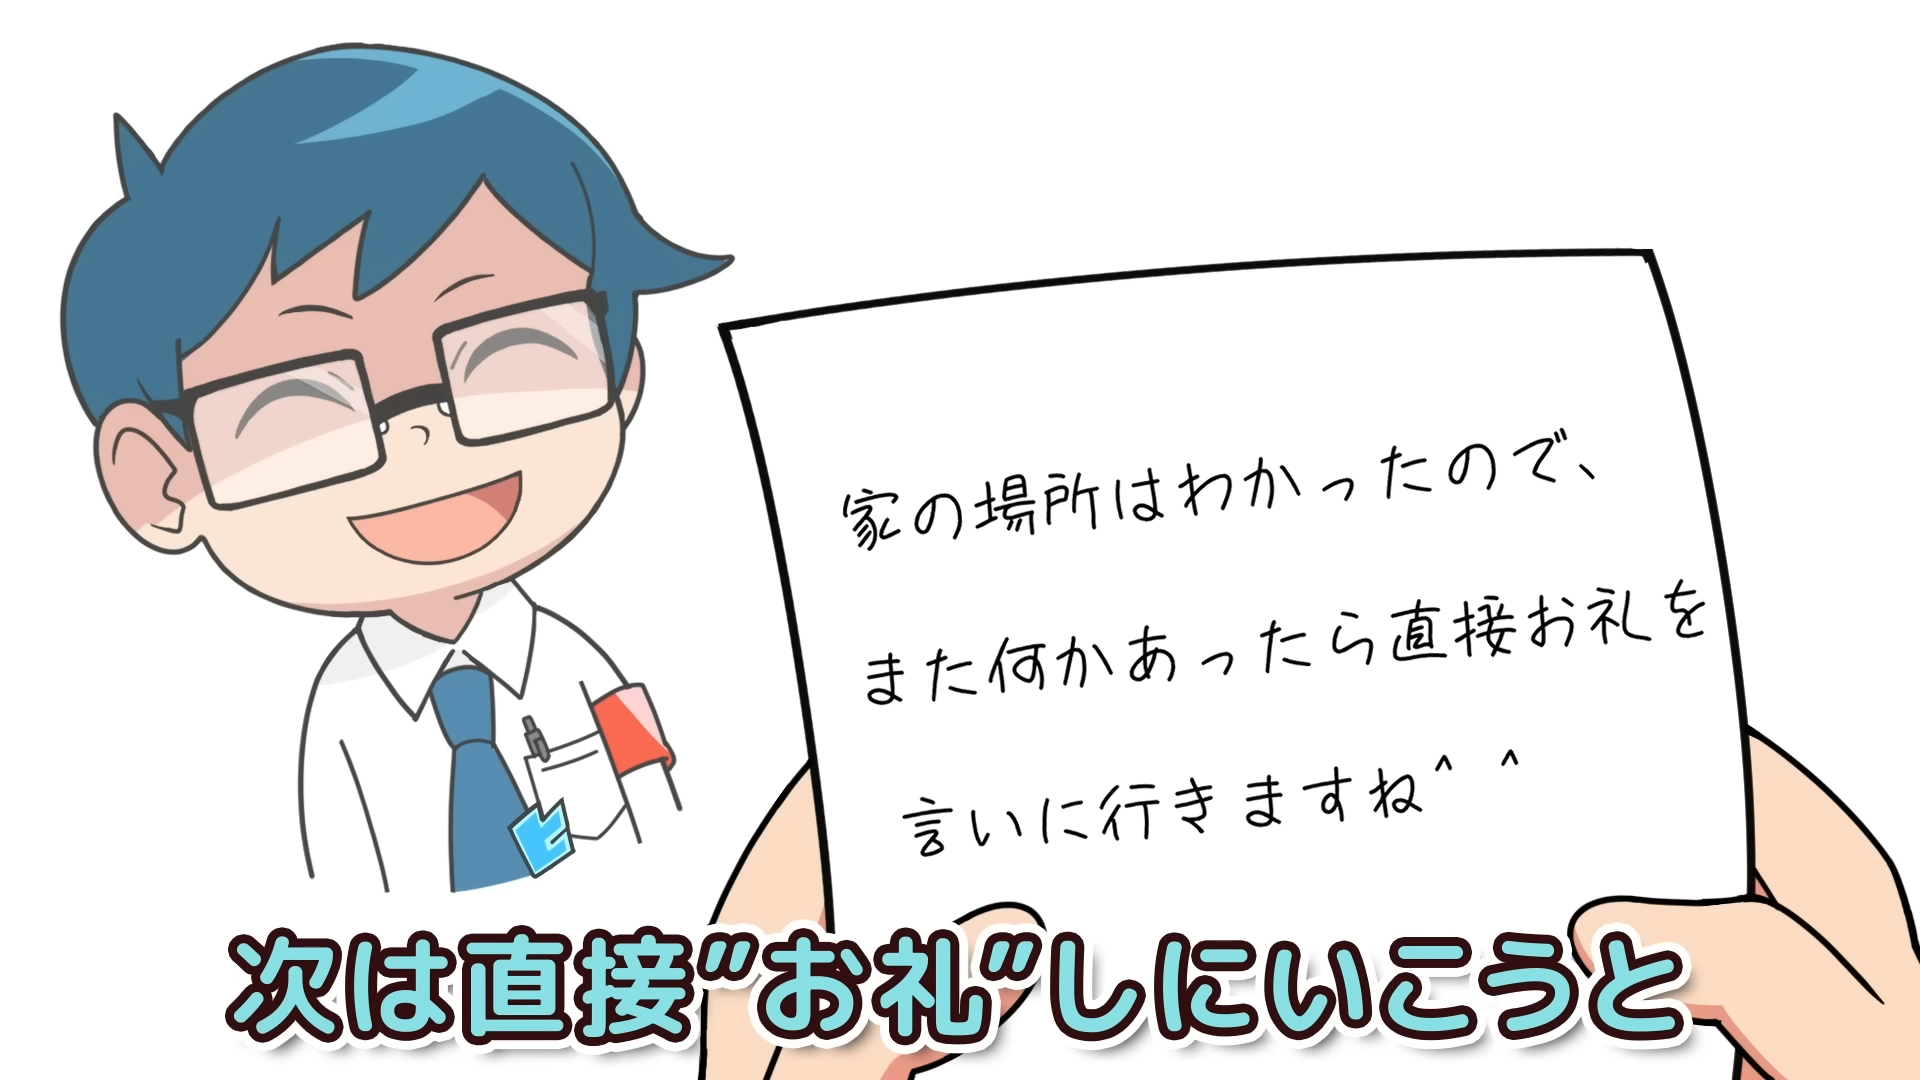 家の場所はわかったので、
また何かあったら直接お礼を
言いに行きますね^ ^
ヒ
次は直接”お礼”しにいこうと